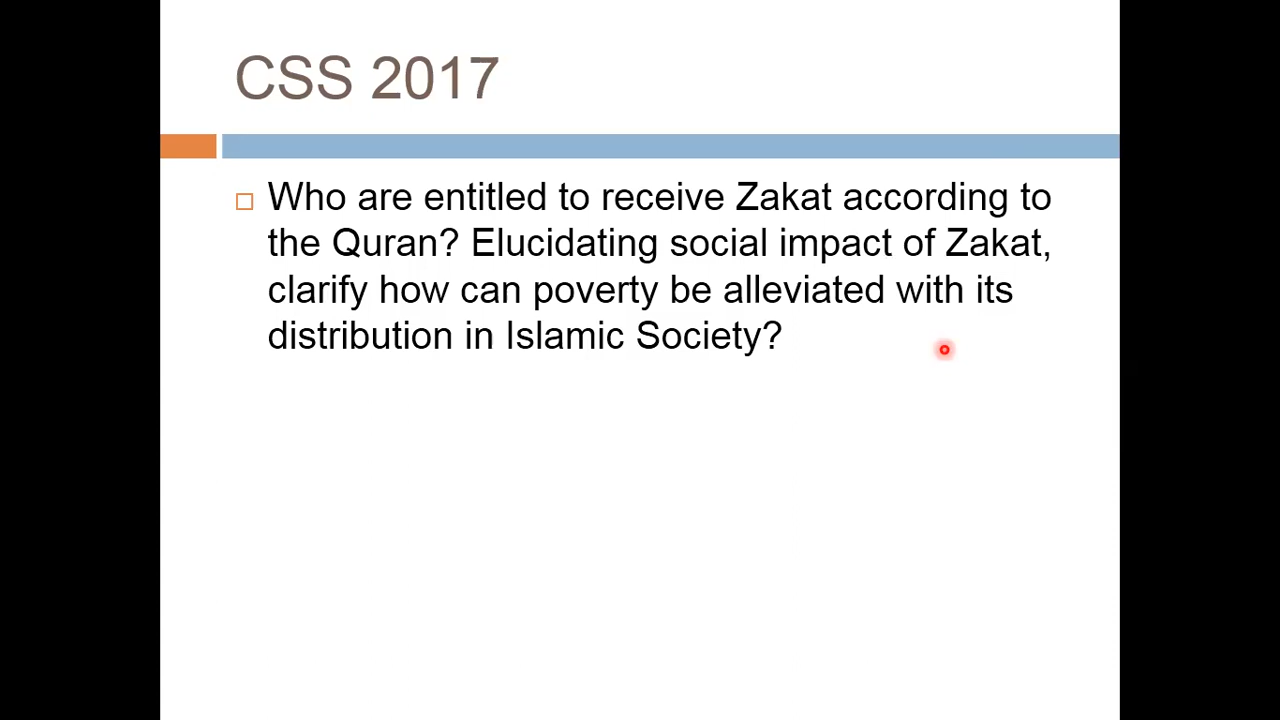 CSS 2017
Who are entitled to receive Zakat according to
the Quran? Elucidating social impact of Zakat,
clarify how can poverty be alleviated with its
distribution in Islamic Society?